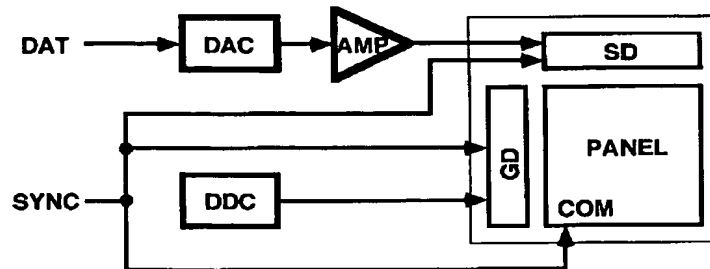 DAT
DAC
AMP
SD
GD
PANEL
SYNC
DDC
COM